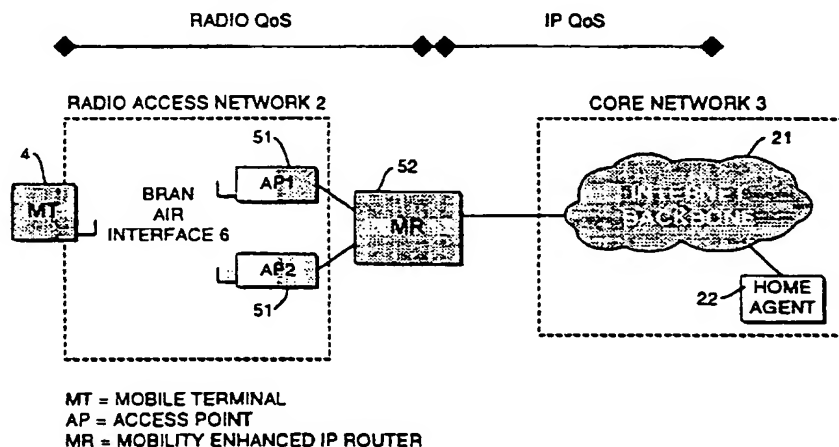 RADIO QoS
IP QoS
RADIO ACCESS NETWORK 2
CORE NETWORK 3
4
MT
BRAN
AIR
INTERFACE 6
51
AP1
AP2
51
52
MR
21
INTERNET
BACKBONE
22
HOME
AGENT
MT = MOBILE TERMINAL
AP = ACCESS POINT
MR = MOBILITY ENHANCED IP ROUTER